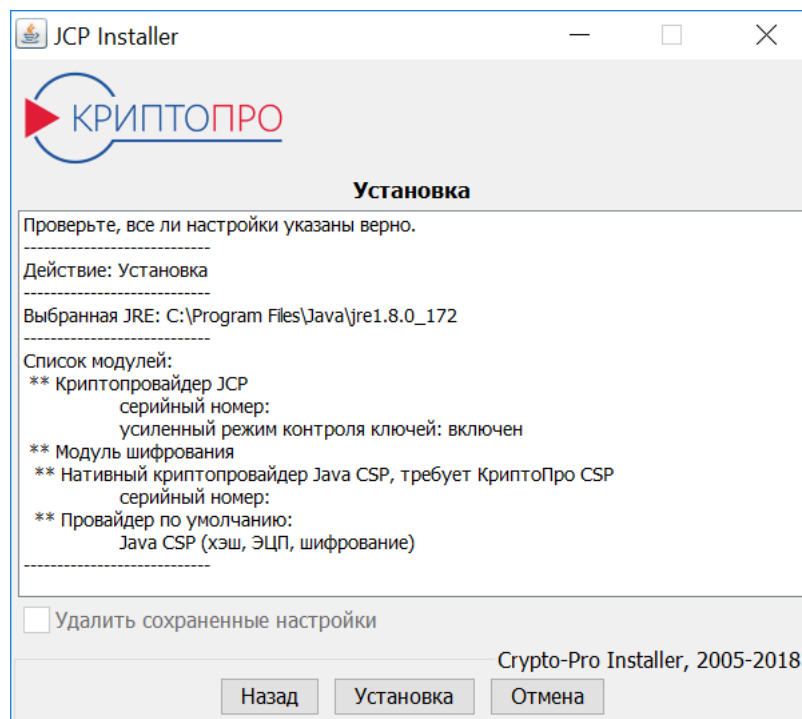 JCP Installer
КРИПТОПРО
Установка
Проверьте, все ли настройки указаны верно.
----------------------------
Действие: Установка
----------------------------
Выбранная JRE: C:\Program Files\Java\jre1.8.0_172
----------------------------
Список модулей:
** Криптопровайдер JCP
серийный номер:
усиленный режим контроля ключей: включен
** Модуль шифрования
** Нативный криптопровайдер Java CSP, требует КриптоПро CSP
серийный номер:
** Провайдер по умолчанию:
Java CSP (хэш, ЭЦП, шифрование)
----------------------------
Удалить сохраненные настройки
Crypto-Pro Installer, 2005-2018
Назад Установка Отмена